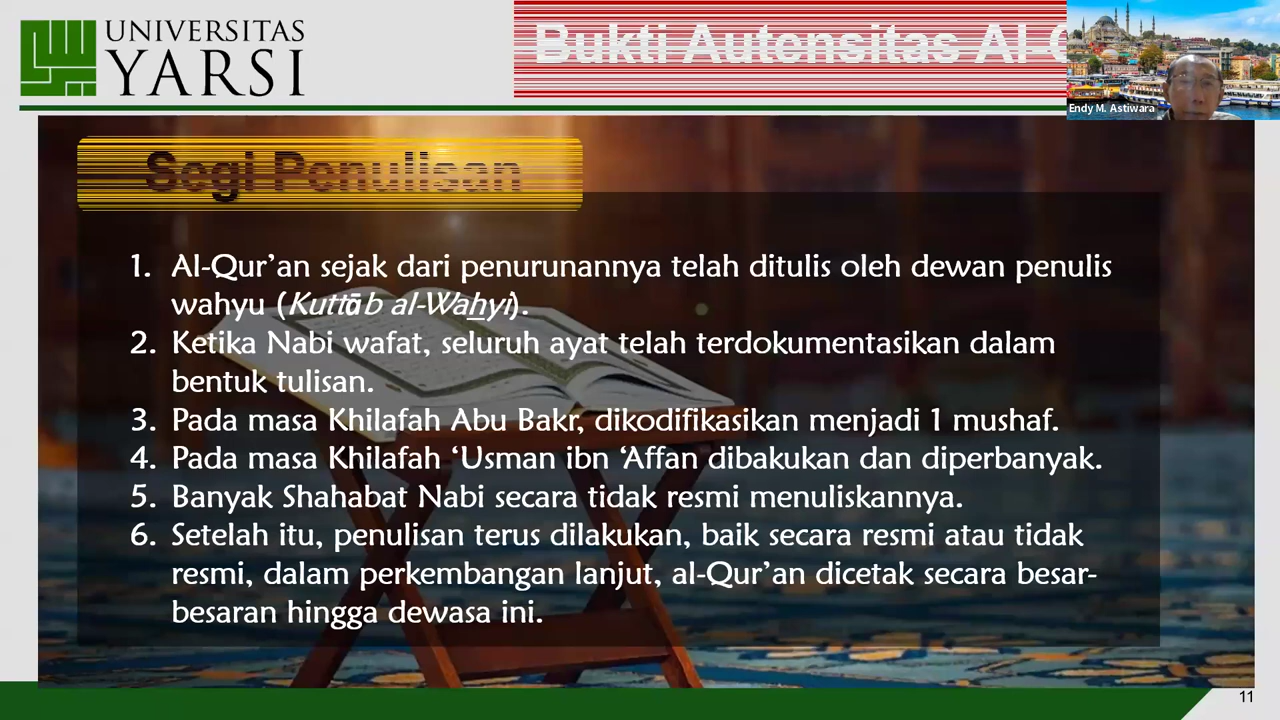 UNIVERSITAS
YARSI
Bukti Autensitas Al-
Endy M. Astiwara
Segi Penulisan
1. Al-Qur’an sejak dari penurunannya telah ditulis oleh dewan penulis
wahyu (Kuttāb al-Waẖyi).
2. Ketika Nabi wafat, seluruh ayat telah terdokumentasikan dalam
bentuk tulisan.
3. Pada masa Khilafah Abu Bakr, dikodifikasikan menjadi 1 mushaf.
4. Pada masa Khilafah ‘Usman ibn ‘Affan dibakukan dan diperbanyak.
5. Banyak Shahabat Nabi secara tidak resmi menuliskannya.
6. Setelah itu, penulisan terus dilakukan, baik secara resmi atau tidak
resmi, dalam perkembangan lanjut, al-Qur’an dicetak secara besar-
besaran hingga dewasa ini.
11